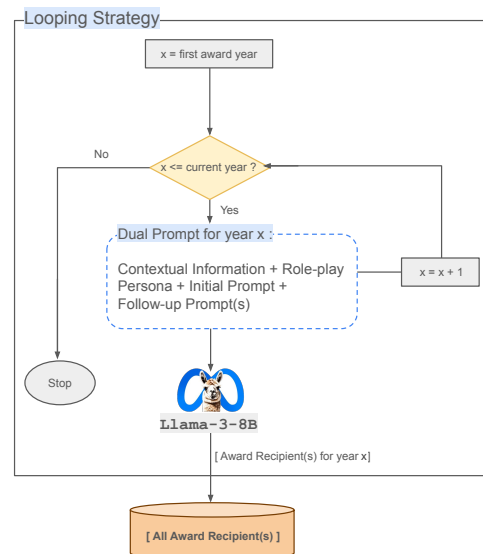 Looping Strategy
x = first award year
No
x <= current year ?
Yes
Dual Prompt for year x :
Contextual Information + Role-play
Persona + Initial Prompt +
Follow-up Prompt(s)
x = x + 1
Stop
Llama-3-8B
[ Award Recipient(s) for year x]
[ All Award Recipient(s) ]